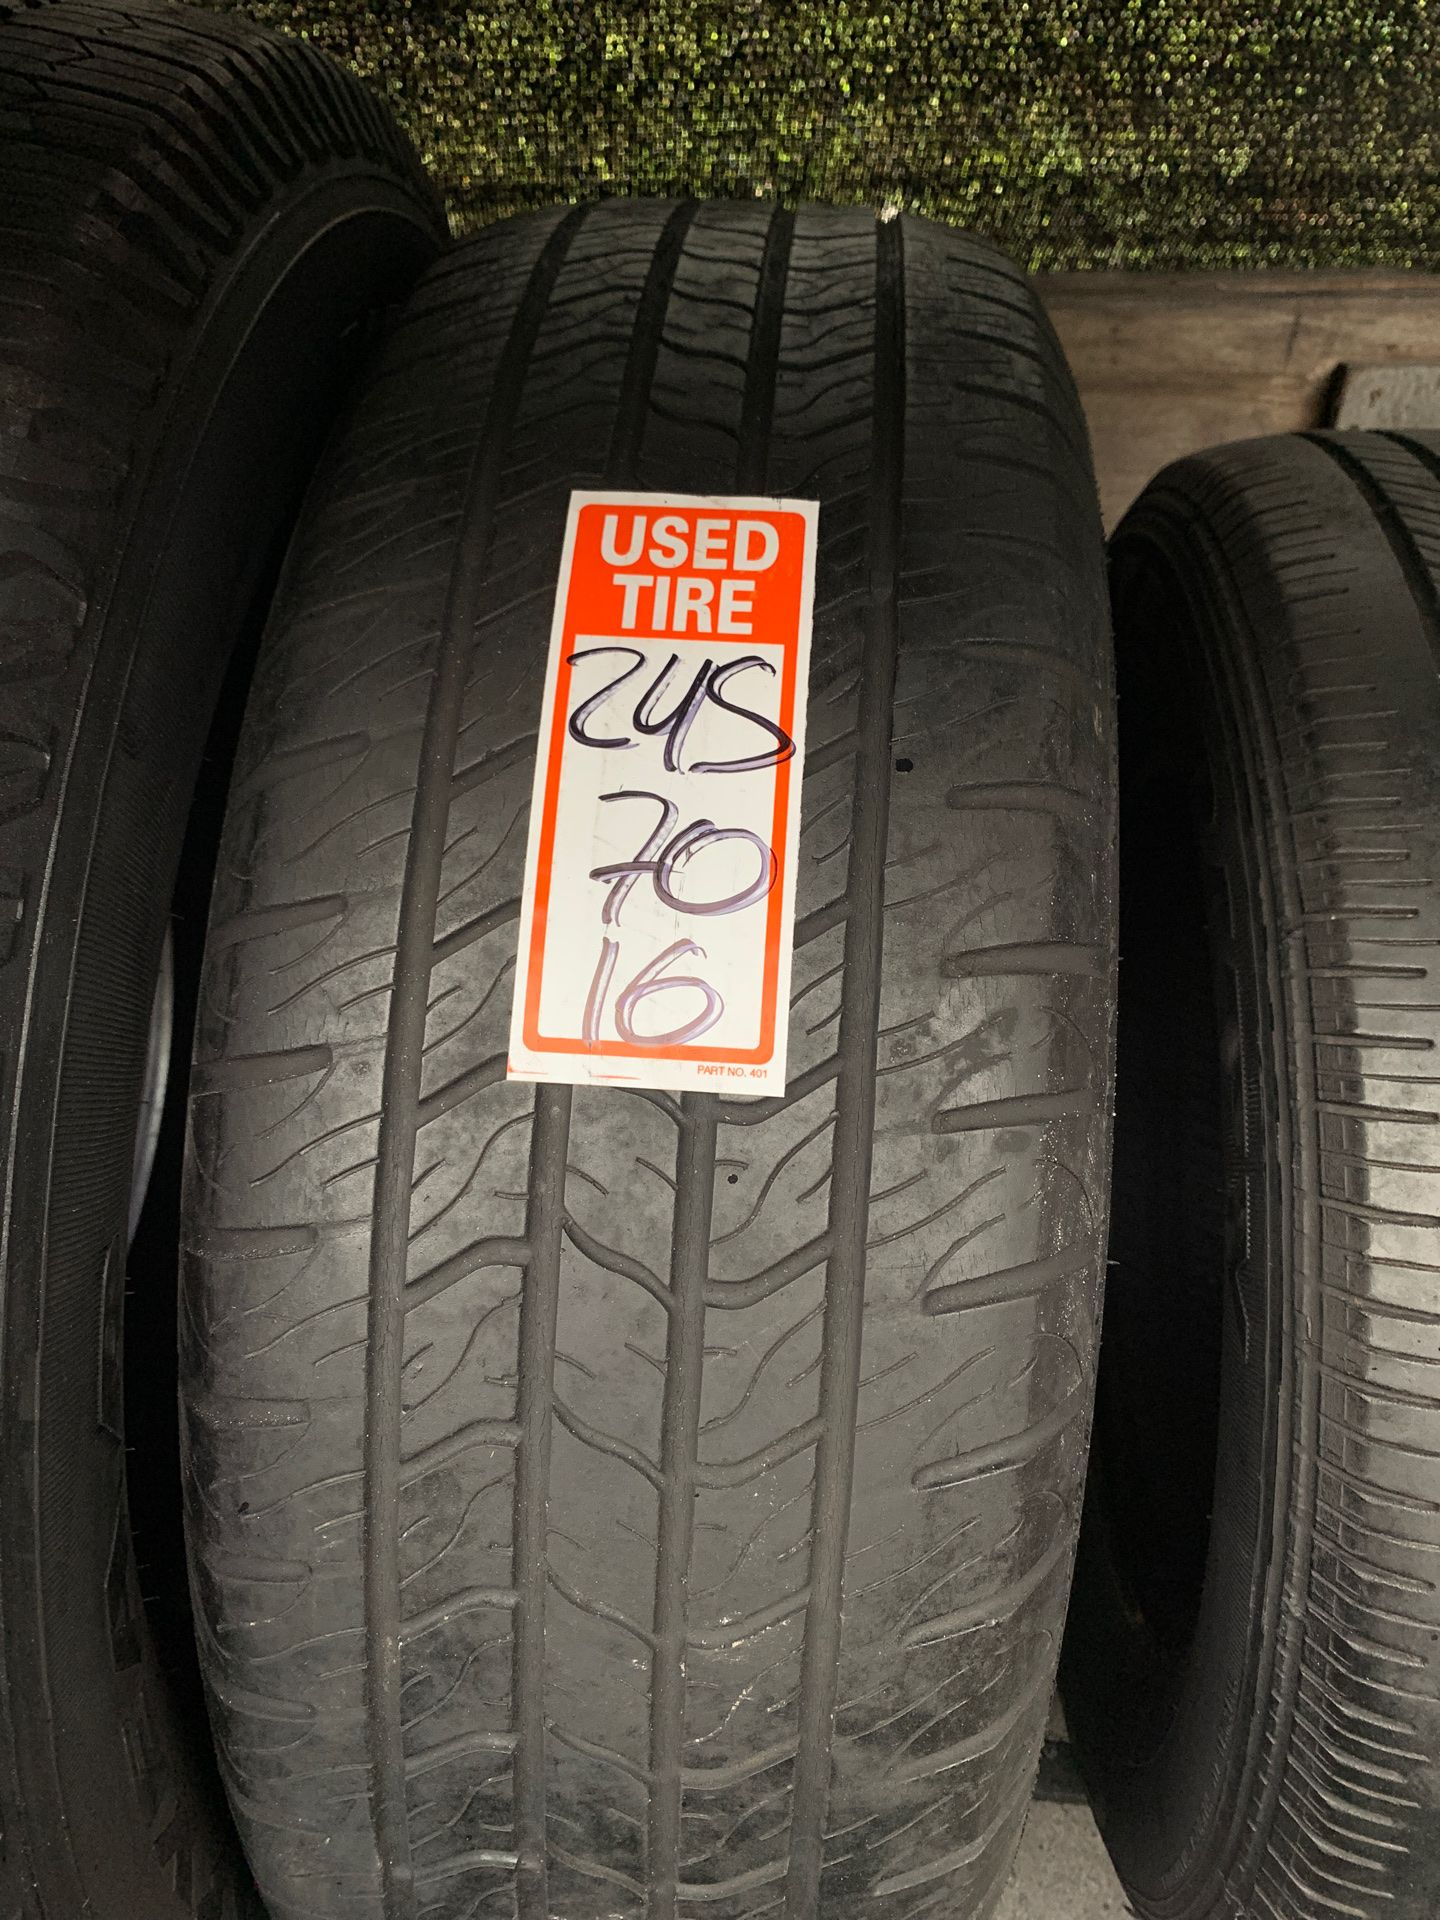 USED
TIRE
245
70
16
PART NO. 401